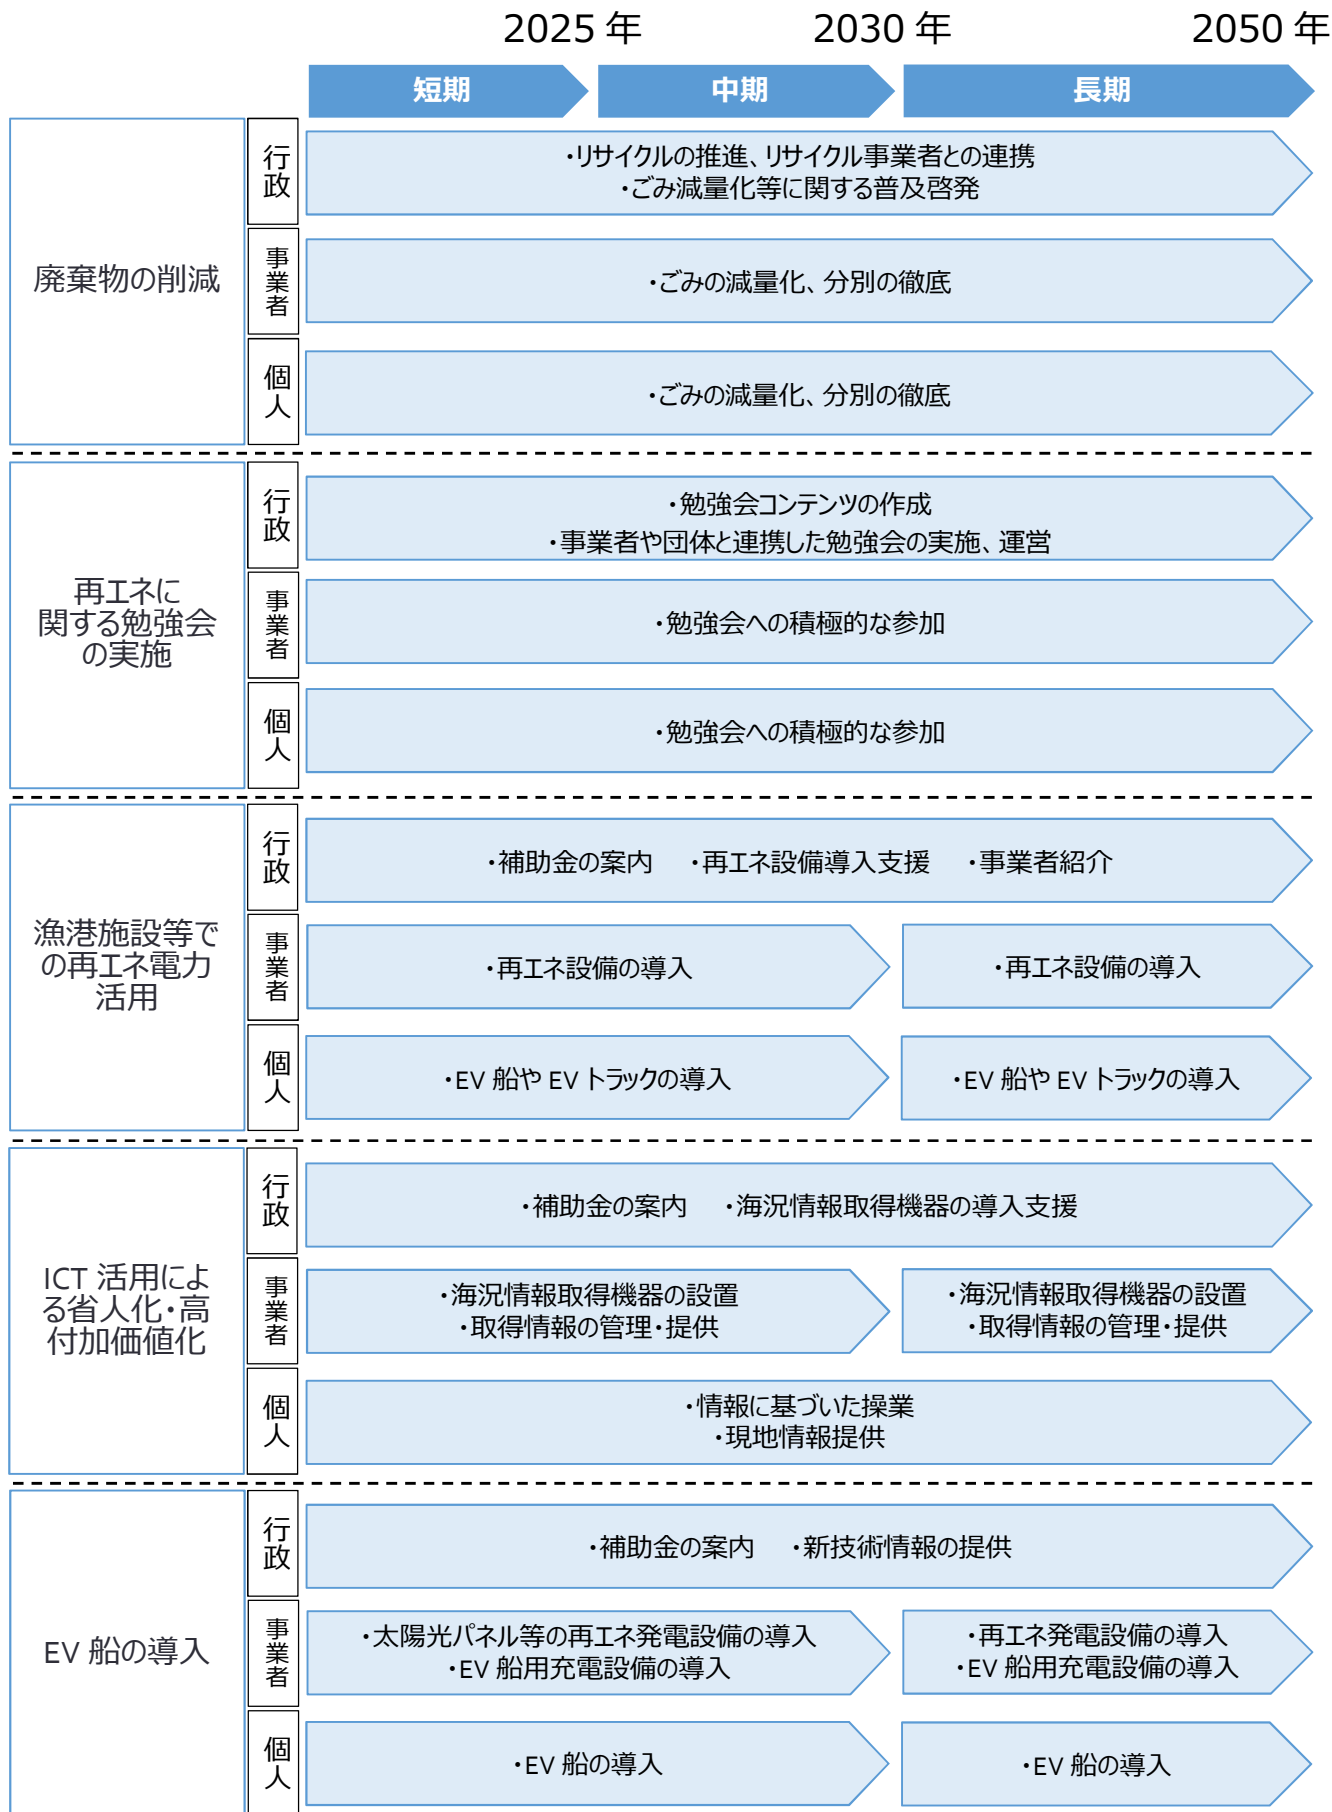 2025 年
2030 年
2050 年
短期
中期
長期
廃棄物の削減
行政
・リサイクルの推進、リサイクル事業者との連携
・ごみ減量化等に関する普及啓発
事業者
・ごみの減量化、分別の徹底
個人
・ごみの減量化、分別の徹底
再エネに
関する勉強会
の実施
行政
・勉強会コンテンツの作成
・事業者や団体と連携した勉強会の実施、運営
事業者
・勉強会への積極的な参加
個人
・勉強会への積極的な参加
漁港施設等で
の再エネ電力
活用
行政
・補助金の案内 ・再エネ設備導入支援 ・事業者紹介
事業者
・再エネ設備の導入
・再エネ設備の導入
個人
・EV 船や EV トラックの導入
・EV 船や EV トラックの導入
ICT 活用によ
る省人化・高
付加価値化
行政
・補助金の案内 ・海況情報取得機器の導入支援
事業者
・海況情報取得機器の設置
・取得情報の管理・提供
・海況情報取得機器の設置
・取得情報の管理・提供
個人
・情報に基づいた操業
・現地情報提供
EV 船の導入
行政
・補助金の案内 ・新技術情報の提供
事業者
・太陽光パネル等の再エネ発電設備の導入
・EV 船用充電設備の導入
・再エネ発電設備の導入
・EV 船用充電設備の導入
個人
・EV 船の導入
・EV 船の導入